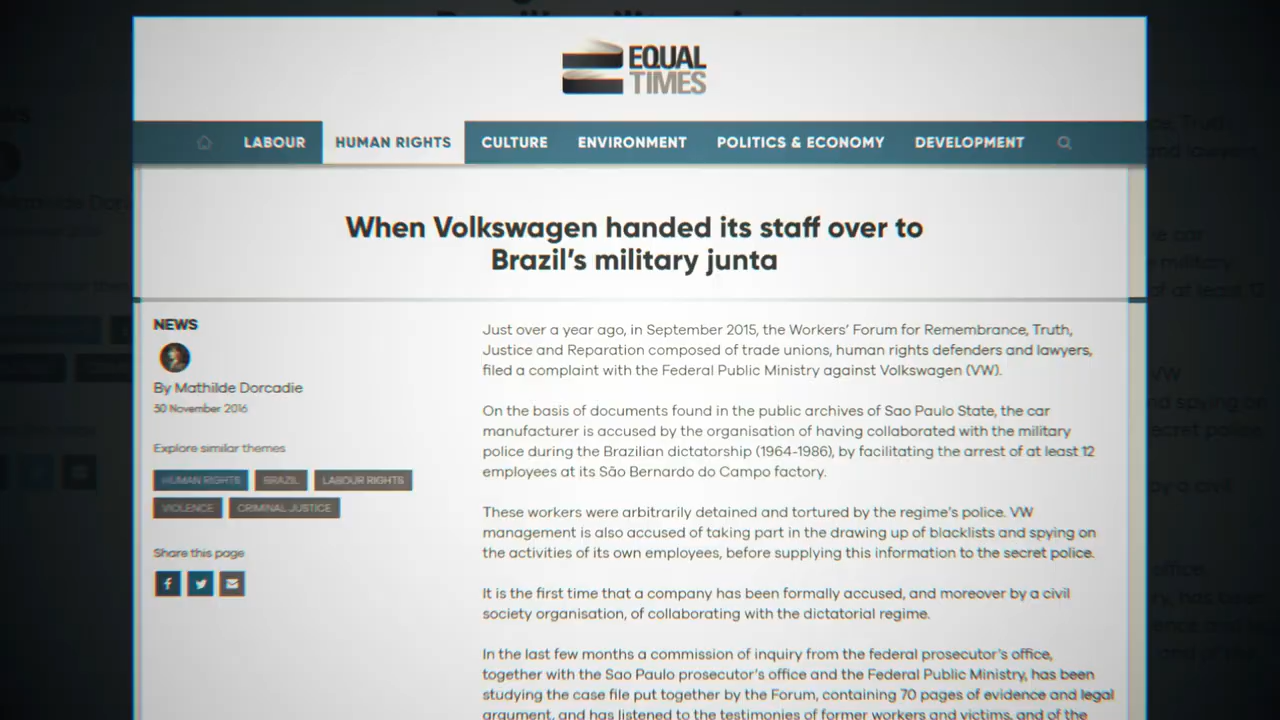 EQUAL
TIMES
LABOUR
HUMAN RIGHTS
CULTURE
ENVIRONMENT
POLITICS & ECONOMY
DEVELOPMENT
When Volkswagen handed its staff over to
Brazil's military junta
NEWS
By Mathilde Dorcadie
30 November 2016
Explore similar themes
HUMAN RIGHTS
BRAZIL
LABOUR RIGHTS
VIOLENCE
CRIMINAL JUSTICE
Share this page
Just over a year ago, in September 2015, the Workers' Forum for Remembrance, Truth,
Justice and Reparation composed of trade unions, human rights defenders and lawyers,
filed a complaint with the Federal Public Ministry against Volkswagen (VW).
On the basis of documents found in the public archives of Sao Paulo State, the car
manufacturer is accused by the organisation of having collaborated with the military
police during the Brazilian dictatorship (1964-1986), by facilitating the arrest of at least 12
employees at its São Bernardo do Campo factory.
These workers were arbitrarily detained and tortured by the regime's police. VW
management is also accused of taking part in the drawing up of blacklists and spying on
the activities of its own employees, before supplying this information to the secret police.
It is the first time that a company has been formally accused, and moreover by a civil
society organisation, of collaborating with the dictatorial regime.
In the last few months a commission of inquiry from the federal prosecutor's office,
together with the Sao Paulo prosecutor's office and the Federal Public Ministry, has been
studying the case file put together by the Forum, containing 70 pages of evidence and legal
argument, and has listened to the testimonies of former workers and victims, and of the